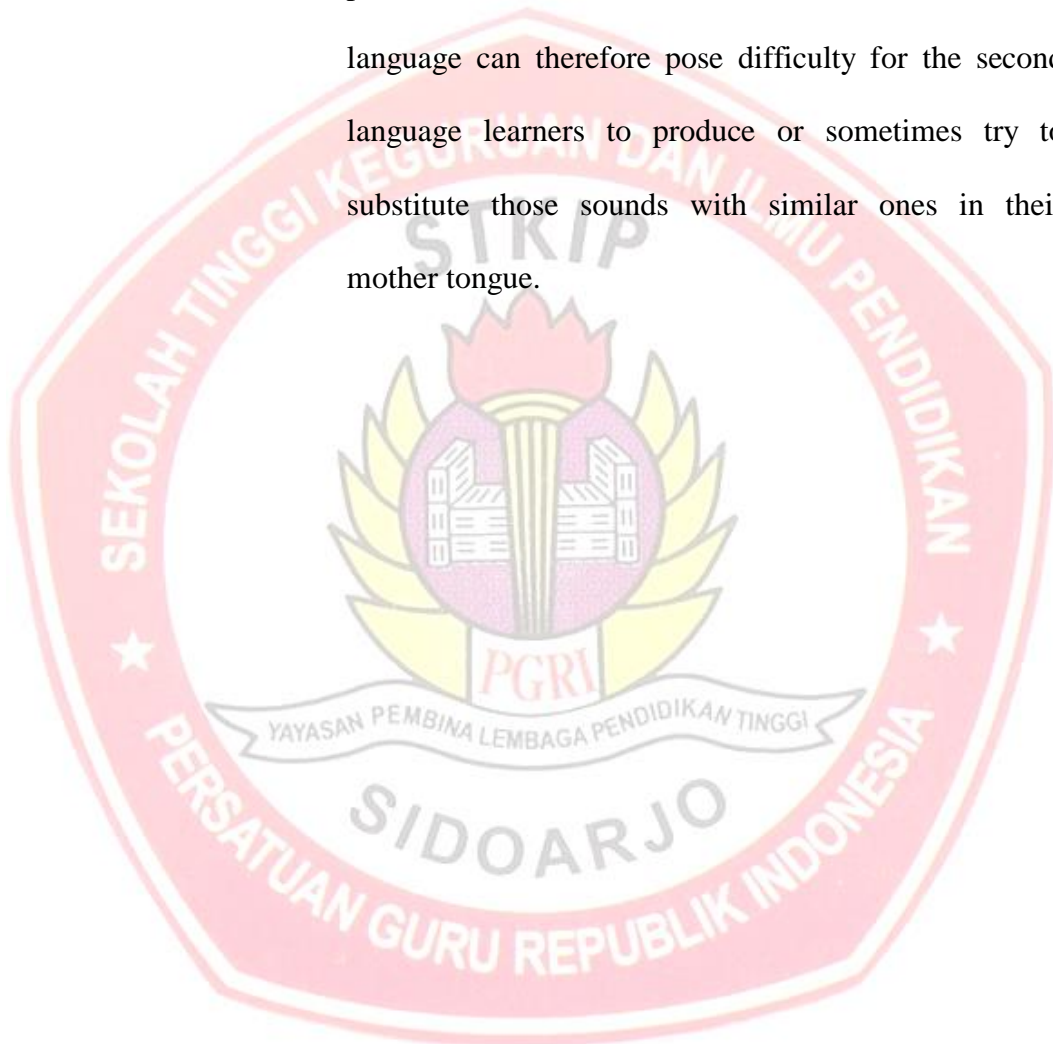 language can therefore pose difficulty for the second
language learners to produce or sometimes try to
substitute those sounds with similar ones in their
mother tongue.
SEKOLAH TINGGI KEGURUAN DAN ILMU PENDIDIKAN
STKIP
PGRI
YAYASAN PEMBINA LEMBAGA PENDIDIKAN TINGGI
SIDOARJO
PERSATUAN GURU REPUBLIK INDONESIA